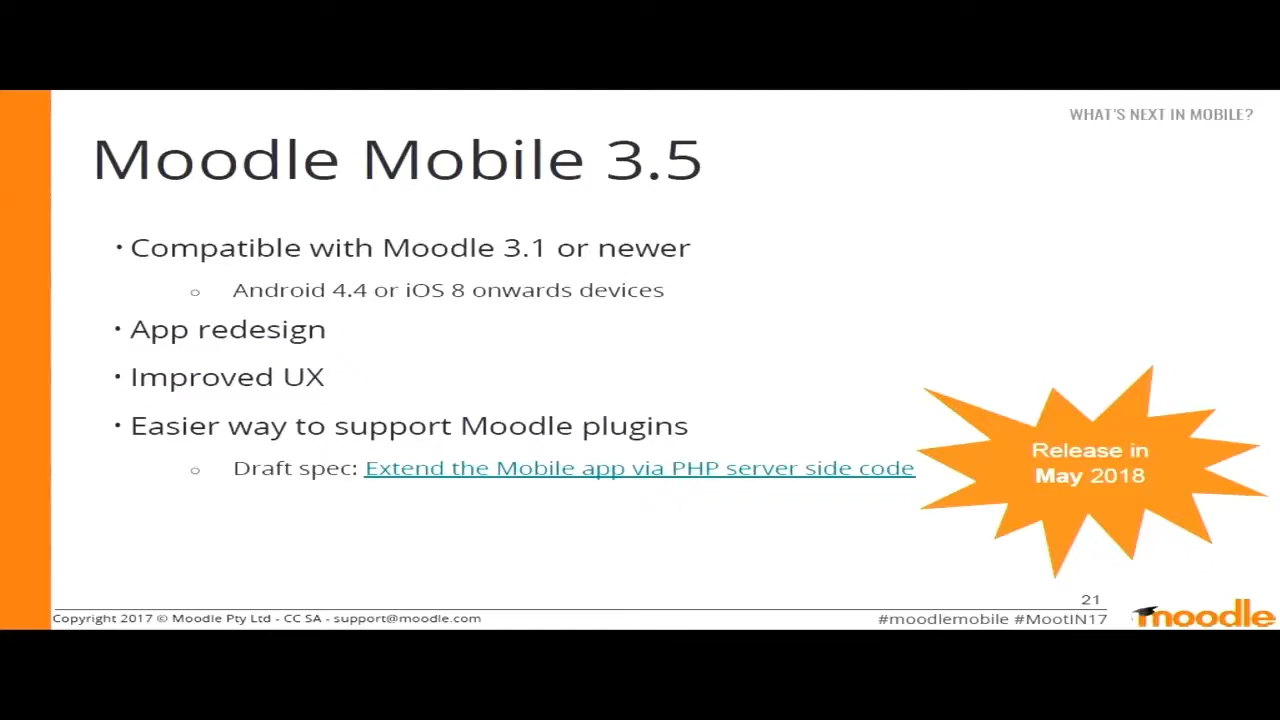 WHAT'S NEXT IN MOBILE?
Moodle Mobile 3.5
• Compatible with Moodle 3.1 or newer
○ Android 4.4 or iOS 8 onwards devices
• App redesign
• Improved UX
• Easier way to support Moodle plugins
○ Draft spec: Extend the Mobile app via PHP server side code
Release in
May 2018
21
Copyright 2017 © Moodle Pty Ltd - CC SA - support@moodle.com
#moodlemobile #MootIN17
moodle